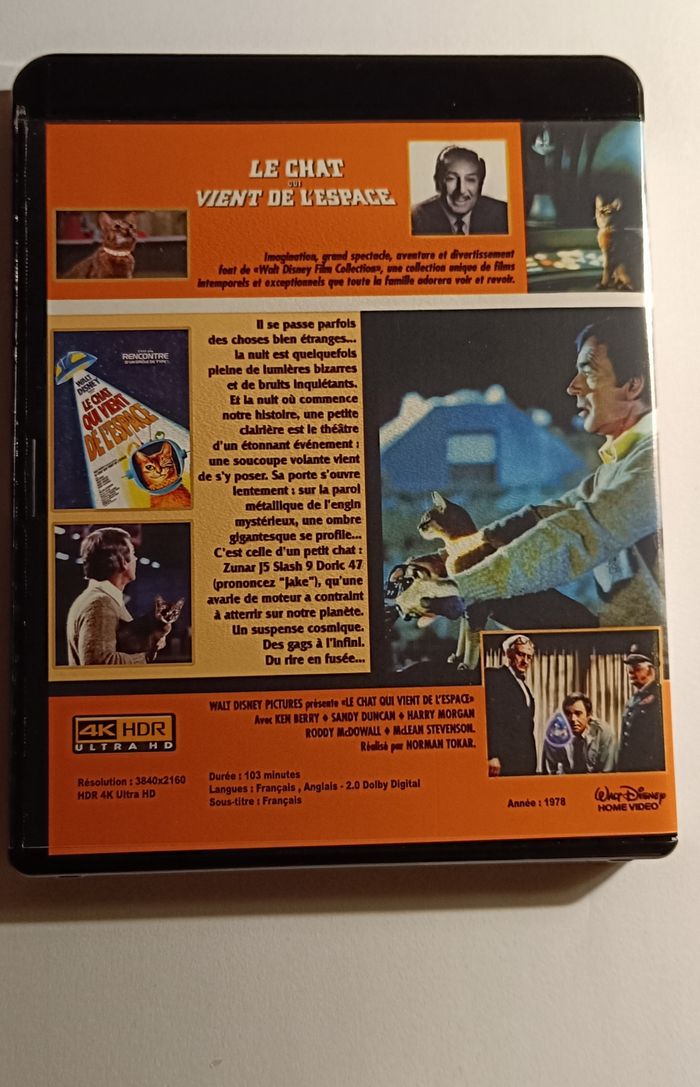 LE CHAT
QUI
VIENT DE L'ESPACE
Imagination, grand spectacle, aventure et divertissement
font de «Walt Disney Film Collection», une collection unique de films
intemporels et exceptionnels que toute la famille adorera voir et revoir.
RENCONTRE
WALT DISNEY
LE CHAT
QUI VIENT
DE L'ESPACE
Il se passe parfois
des choses bien étranges...
la nuit est quelquefois
pleine de lumières bizarres
et de bruits inquiétants.
Et la nuit où commence
notre histoire, une petite
clairière est le théâtre
d'un étonnant événement :
une soucoupe volante vient
de s'y poser. Sa porte s'ouvre
lentement : sur la paroi
métallique de l'engin
mystérieux, une ombre
gigantesque se profile...
C'est celle d'un petit chat :
Zunar J5 Slash 9 Doric 47
(prononcez "Jake"), qu'une
avarie de moteur a contraint
à atterrir sur notre planète.
Un suspense cosmique.
Des gags à l'infini.
Du rire en fusée...
WALT DISNEY PICTURES présente «LE CHAT QUI VIENT DE L'ESPACE»
Avec KEN BERRY ♦ SANDY DUNCAN ♦ HARRY MORGAN
RODDY McDOWALL ♦ McLEAN STEVENSON.
Réalisé par NORMAN TOKAR.
4K HDR
ULTRA HD
Résolution : 3840x2160
HDR 4K Ultra HD
Durée : 103 minutes
Langues : Français , Anglais - 2.0 Dolby Digital
Sous-titre : Français
Année : 1978
Walt Disney
HOME VIDEO